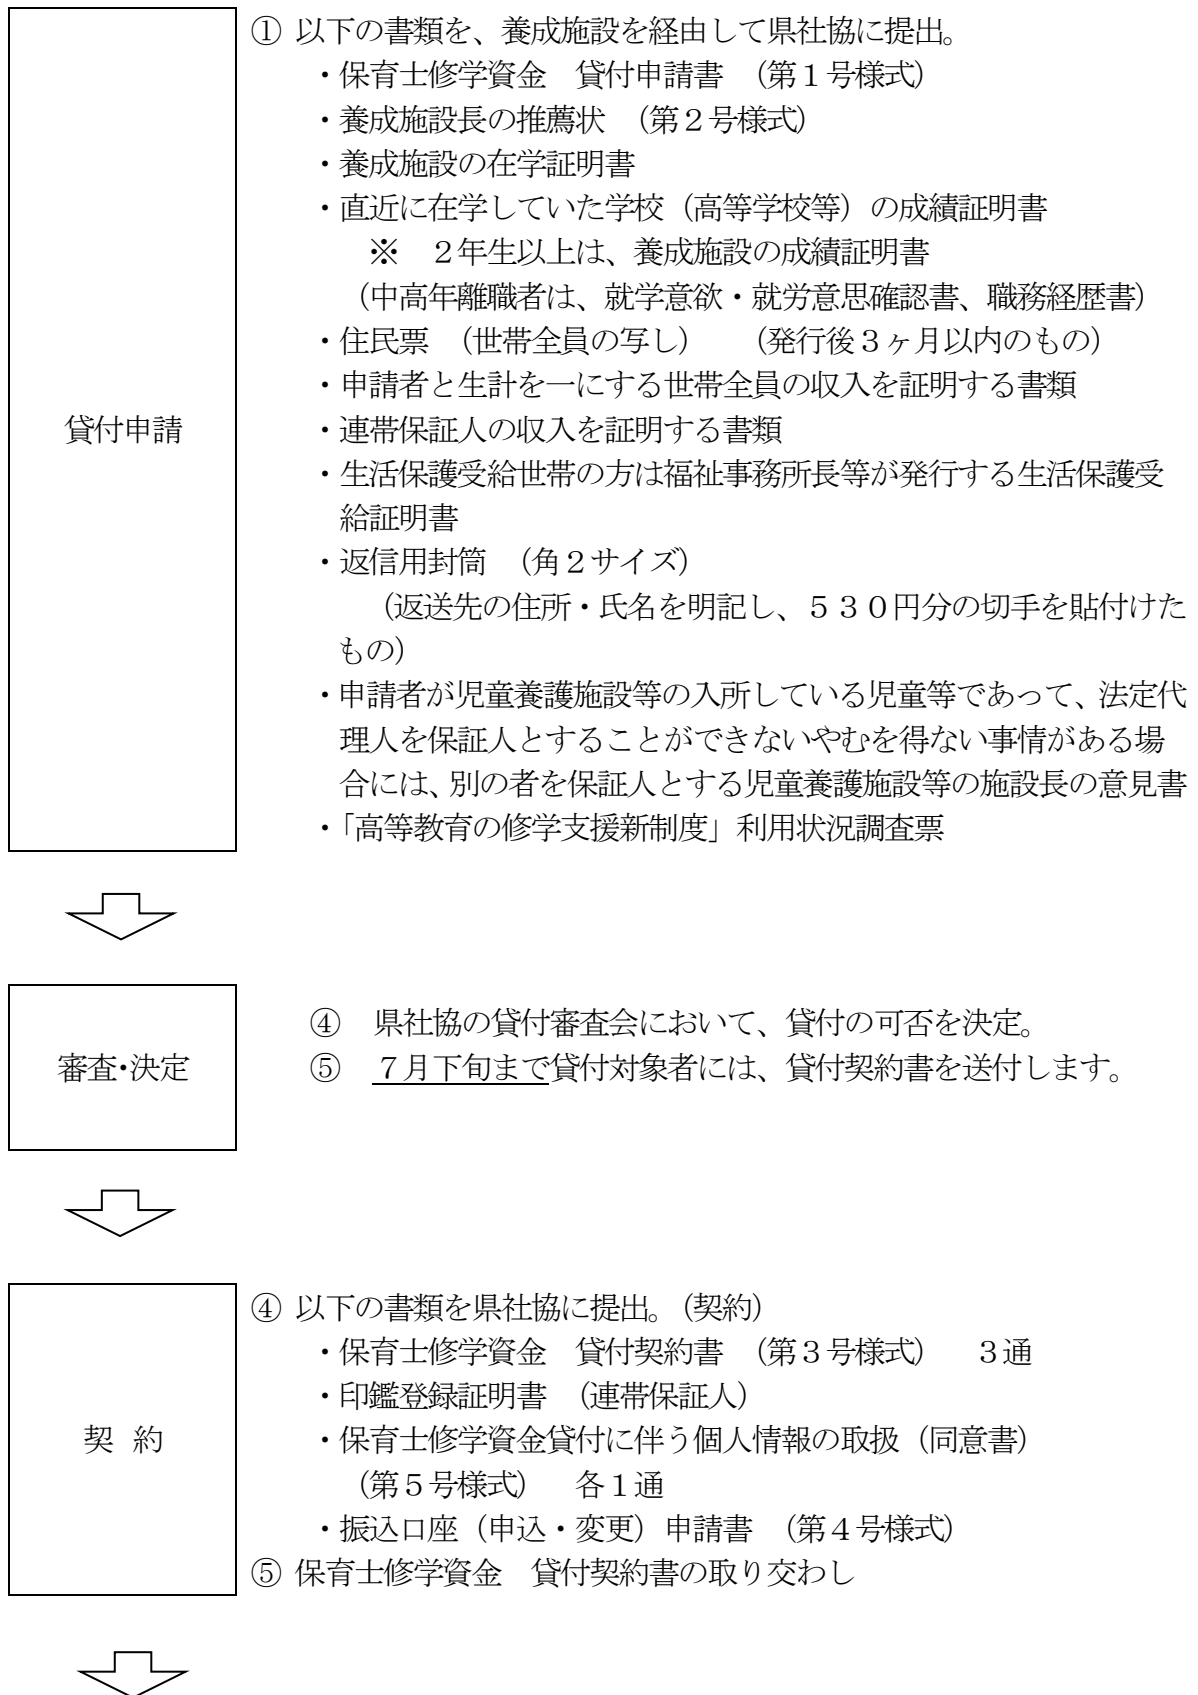 貸付申請
① 以下の書類を、養成施設を経由して県社協に提出。
・保育士修学資金　貸付申請書　（第１号様式）
・養成施設長の推薦状　（第２号様式）
・養成施設の在学証明書
・直近に在学していた学校（高等学校等）の成績証明書
※　２年生以上は、養成施設の成績証明書
（中高年離職者は、就学意欲・就労意思確認書、職務経歴書）
・住民票　（世帯全員の写し）　　（発行後３ヶ月以内のもの）
・申請者と生計を一にする世帯全員の収入を証明する書類
・連帯保証人の収入を証明する書類
・生活保護受給世帯の方は福祉事務所長等が発行する生活保護受
給証明書
・返信用封筒　（角２サイズ）
（返送先の住所・氏名を明記し、５３０円分の切手を貼付けた
もの）
・申請者が児童養護施設等の入所している児童等であって、法定代
理人を保証人とすることができないやむを得ない事情がある場
合には、別の者を保証人とする児童養護施設等の施設長の意見書
・「高等教育の修学支援新制度」利用状況調査票
審査・決定
④　県社協の貸付審査会において、貸付の可否を決定。
⑤　７月下旬まで貸付対象者には、貸付契約書を送付します。
契 約
④ 以下の書類を県社協に提出。（契約）
・保育士修学資金　貸付契約書　（第３号様式）　　３通
・印鑑登録証明書　（連帯保証人）
・保育士修学資金貸付に伴う個人情報の取扱（同意書）
（第５号様式）　各１通
・振込口座（申込・変更）申請書　（第４号様式）
⑤ 保育士修学資金　貸付契約書の取り交わし